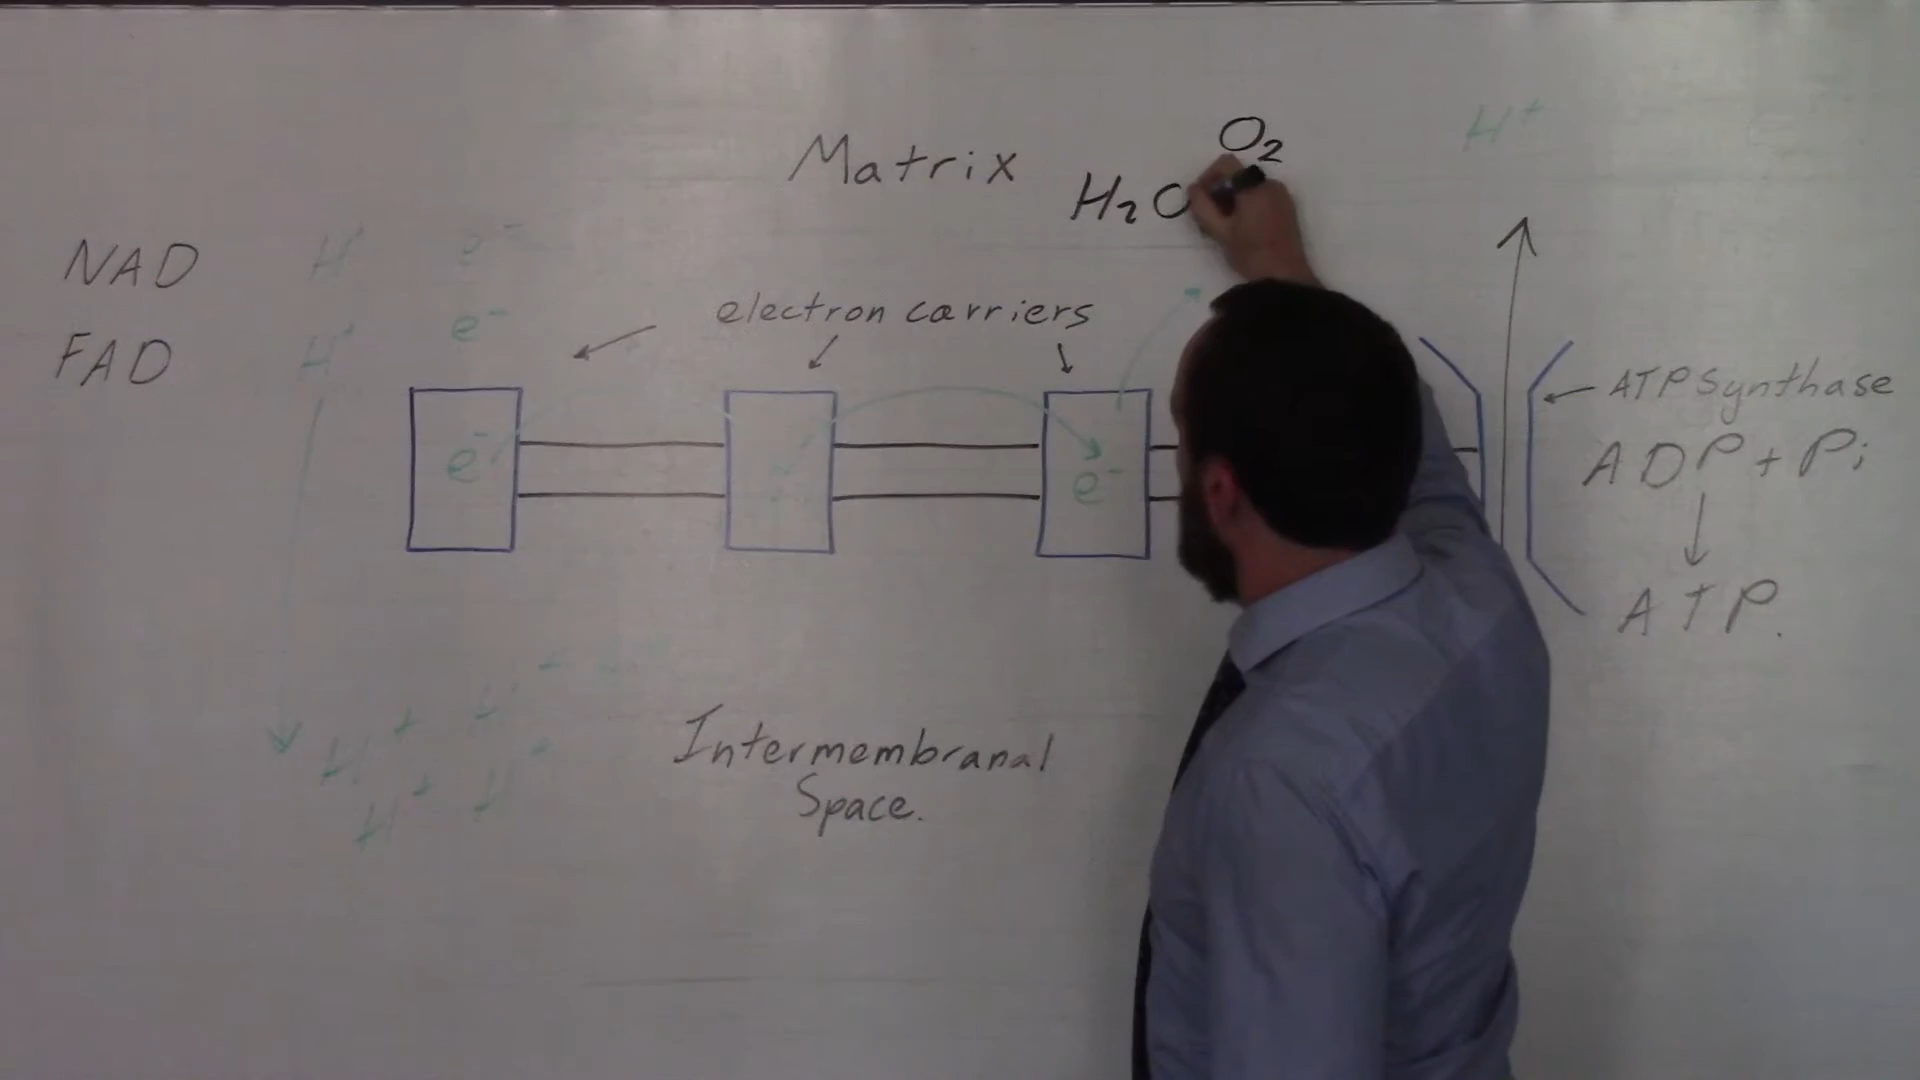 O2
H+
Matrix
H2O
NAD
H+
e-
e-
electron carriers
FAD
H+
ATP Synthase
e-
e-
ADP + Pi
ATP.
H+
H+
Intermembranal
Space.
H+
H+